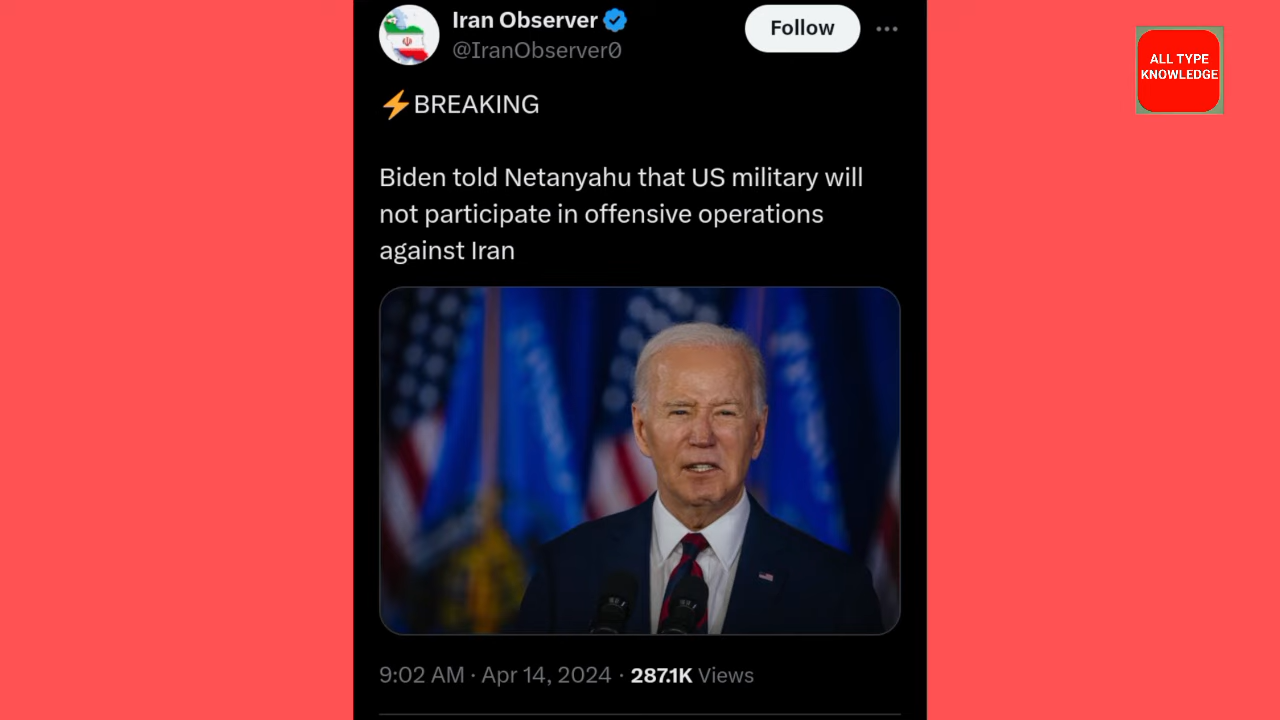 Iran Observer
@IranObserver0
Follow
ALL TYPE
KNOWLEDGE
⚡BREAKING
Biden told Netanyahu that US military will
not participate in offensive operations
against Iran
9:02 AM · Apr 14, 2024 · 287.1K Views